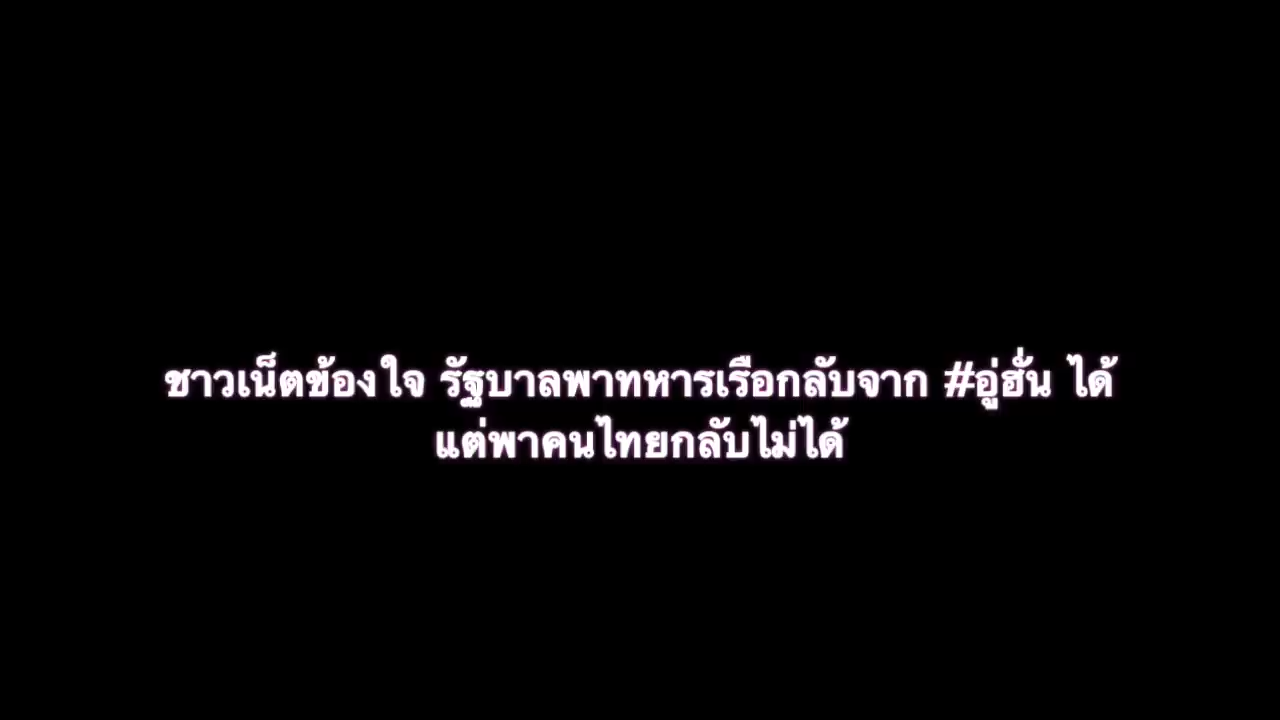 ชาวเน็ตข้องใจ รัฐบาลพาทหารเรือกลับจาก #อู่ฮั่น ได้
แต่พาคนไทยกลับไม่ได้